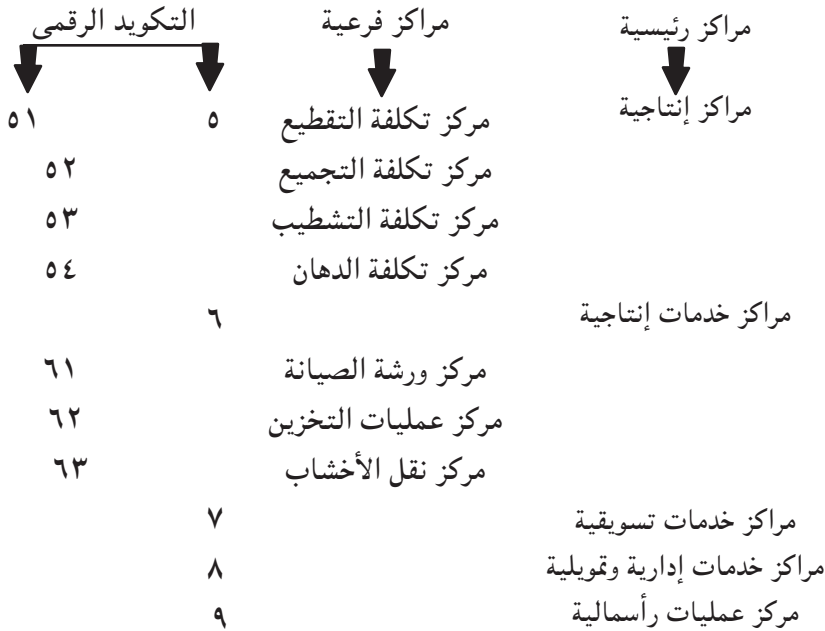 مراكز رئيسية مراكز فرعية التكويد الرقمى
مراكز إنتاجية مركز تكلفة التقطيع ٥ ٥١
مركز تكلفة التجميع ٥٢
مركز تكلفة التشطيب ٥٣
مركز تكلفة الدهان ٥٤
مراكز خدمات إنتاجية ٦
مركز ورشة الصيانة ٦١
مركز عمليات التخزين ٦٢
مركز نقل الأخشاب ٦٣
مراكز خدمات تسويقية ٧
مراكز خدمات إدارية وتمويلية ٨
مركز عمليات رأسمالية ٩